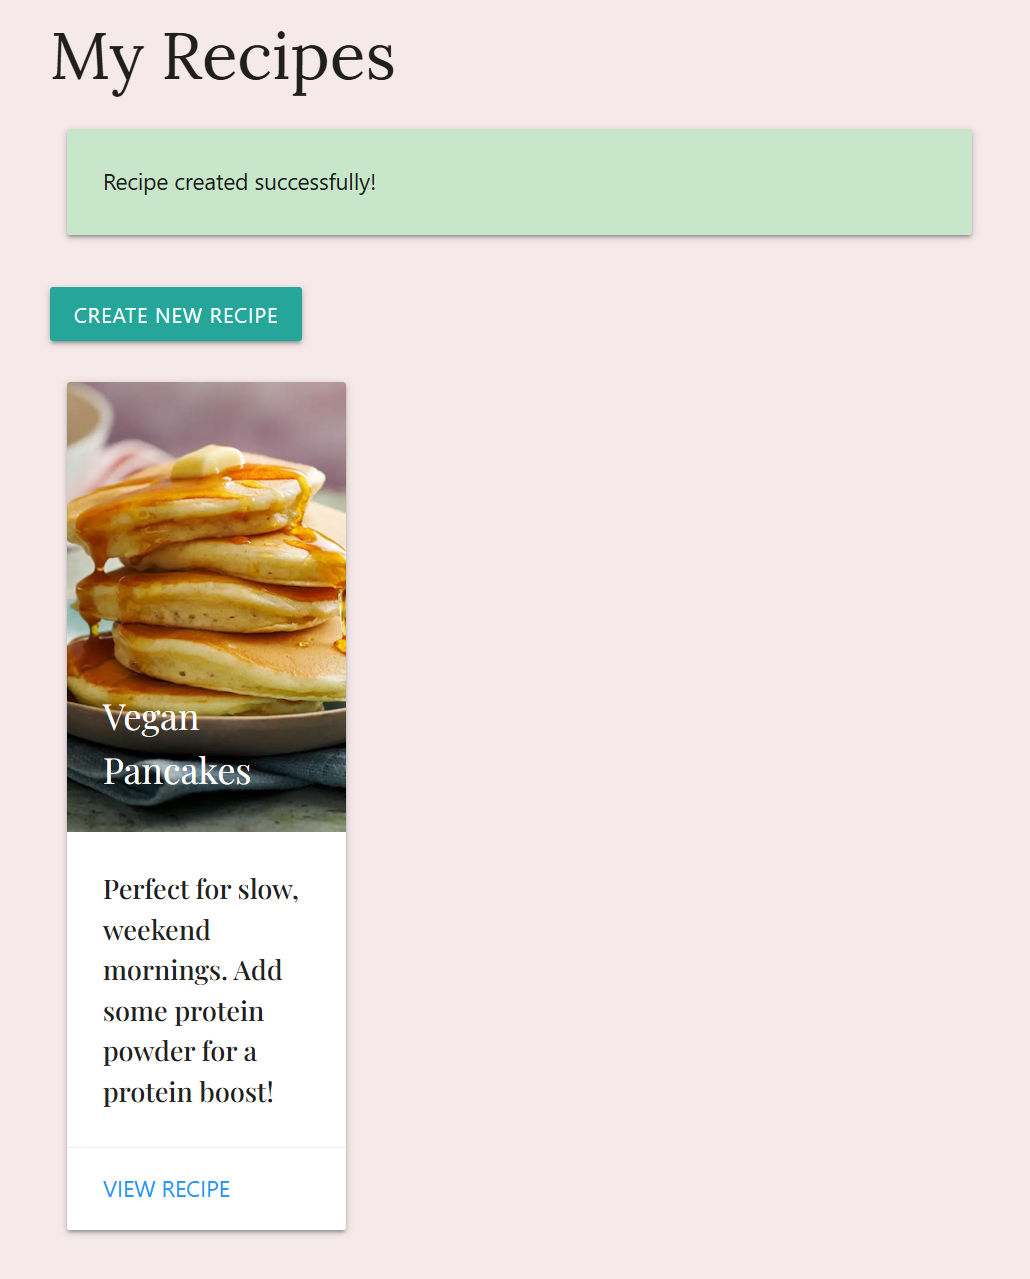 My Recipes
Recipe created successfully!
CREATE NEW RECIPE
Vegan
Pancakes
Perfect for slow,
weekend
mornings. Add
some protein
powder for a
protein boost!
VIEW RECIPE